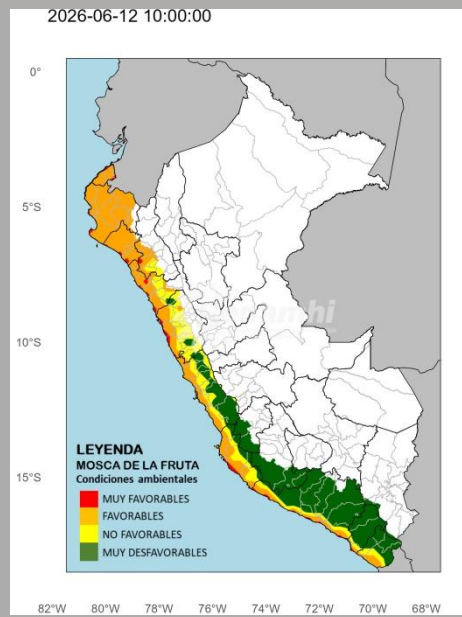 2026-06-12 10:00:00
0°
5°S
10°S
15°S
LEYENDA
MOSCA DE LA FRUTA
Condiciones ambientales
MUY FAVORABLES
FAVORABLES
NO FAVORABLES
MUY DESFAVORABLES
82°W 80°W 78°W 76°W 74°W 72°W 70°W 68°W